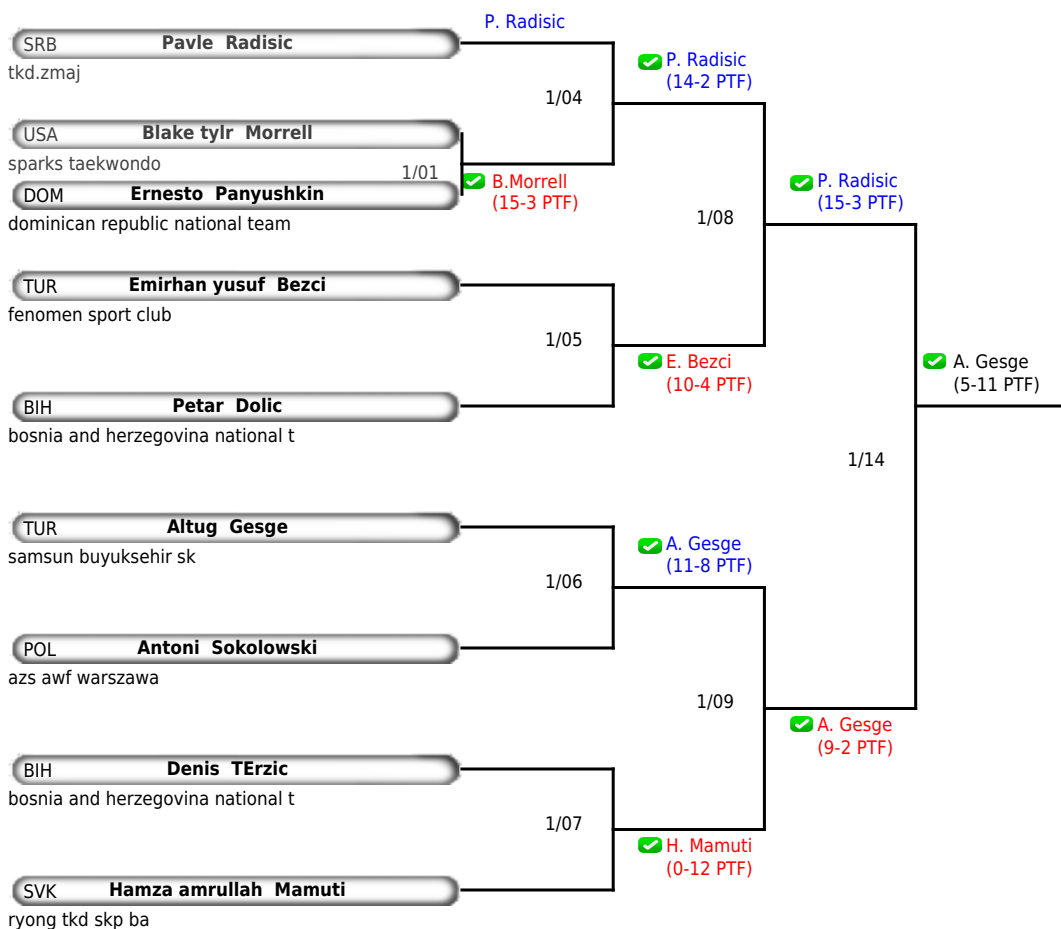 P. Radisic
SRB Pavle Radisic
tkd.zmaj
P. Radisic
(14-2 PTF)
1/04
USA Blake tylr Morrell
sparks taekwondo
1/01
B.Morrell
(15-3 PTF)
DOM Ernesto Panyushkin
dominican republic national team
P. Radisic
(15-3 PTF)
1/08
TUR Emirhan yusuf Bezci
fenomen sport club
1/05
E. Bezci
(10-4 PTF)
A. Gesge
(5-11 PTF)
BIH Petar Dolic
bosnia and herzegovina national t
1/14
TUR Altug Gesge
samsun buyuksehir sk
A. Gesge
(11-8 PTF)
1/06
POL Antoni Sokolowski
azs awf warszawa
1/09
A. Gesge
(9-2 PTF)
BIH Denis TErzic
bosnia and herzegovina national t
1/07
H. Mamuti
(0-12 PTF)
SVK Hamza amrullah Mamuti
ryong tkd skp ba